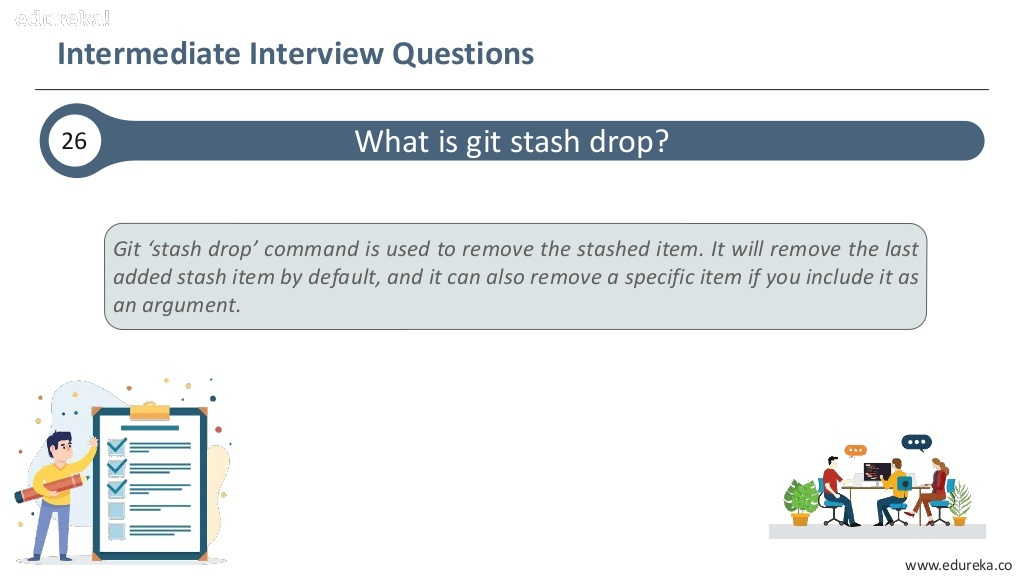 edureka!
Intermediate Interview Questions
26
What is git stash drop?
Git ‘stash drop’ command is used to remove the stashed item. It will remove the last
added stash item by default, and it can also remove a specific item if you include it as
an argument.
www.edureka.co